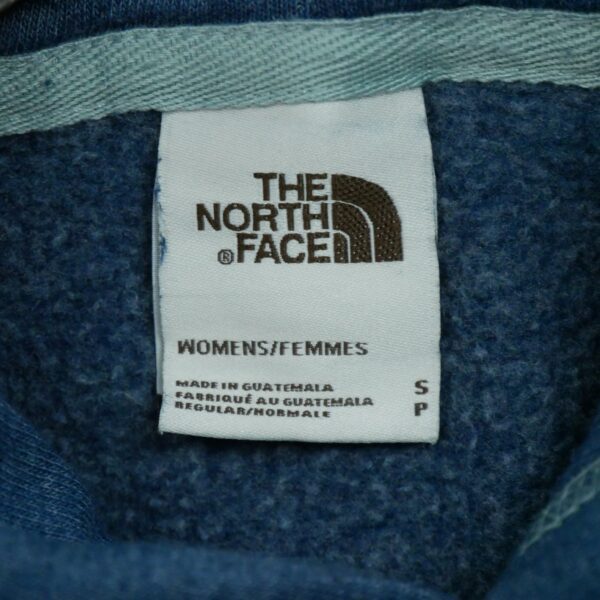 THE
NORTH
® FACE
WOMENS/FEMMES
MADE IN GUATEMALA S
FABRIQUÉ AU GUATEMALA P
REGULAR/NORMALE